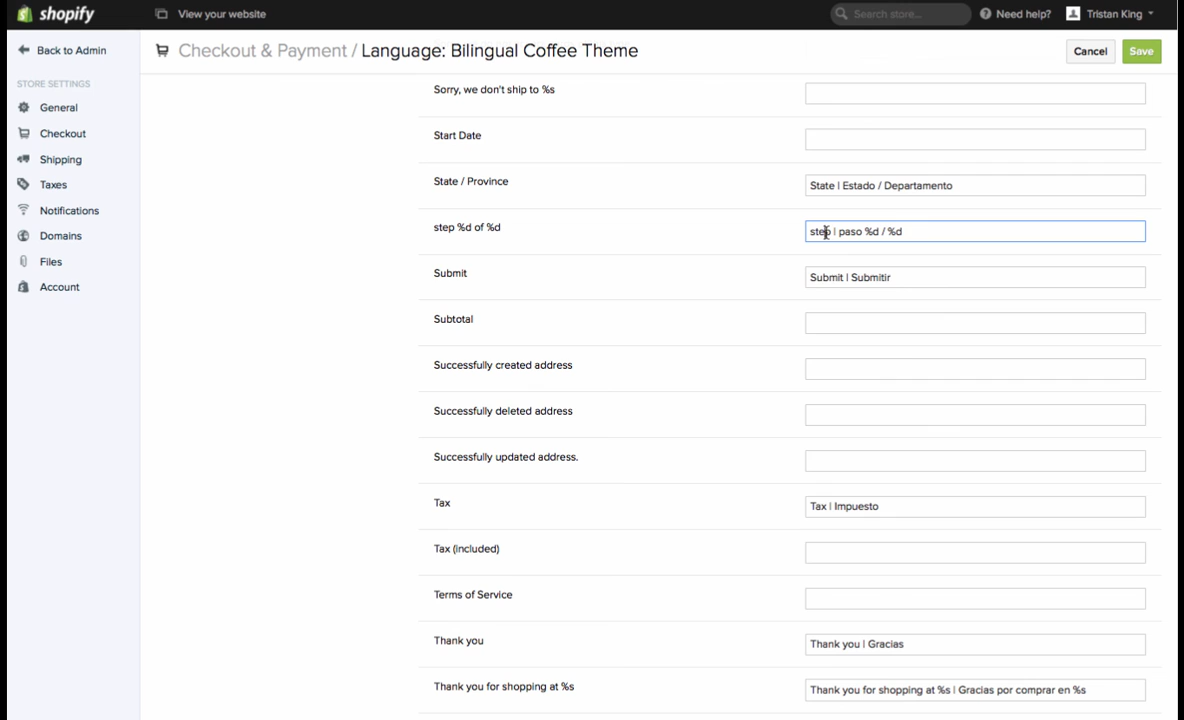 shopify
View your website
Search store...
Need help?
Tristan King
Back to Admin
Checkout & Payment / Language: Bilingual Coffee Theme
Cancel
Save
STORE SETTINGS
General
Checkout
Shipping
Taxes
Notifications
Domains
Files
Account
Sorry, we don't ship to %s
Start Date
State / Province
State | Estado / Departamento
step %d of %d
step | paso %d / %d
Submit
Submit | Submitir
Subtotal
Successfully created address
Successfully deleted address
Successfully updated address.
Tax
Tax | Impuesto
Tax (included)
Terms of Service
Thank you
Thank you | Gracias
Thank you for shopping at %s
Thank you for shopping at %s | Gracias por comprar en %s